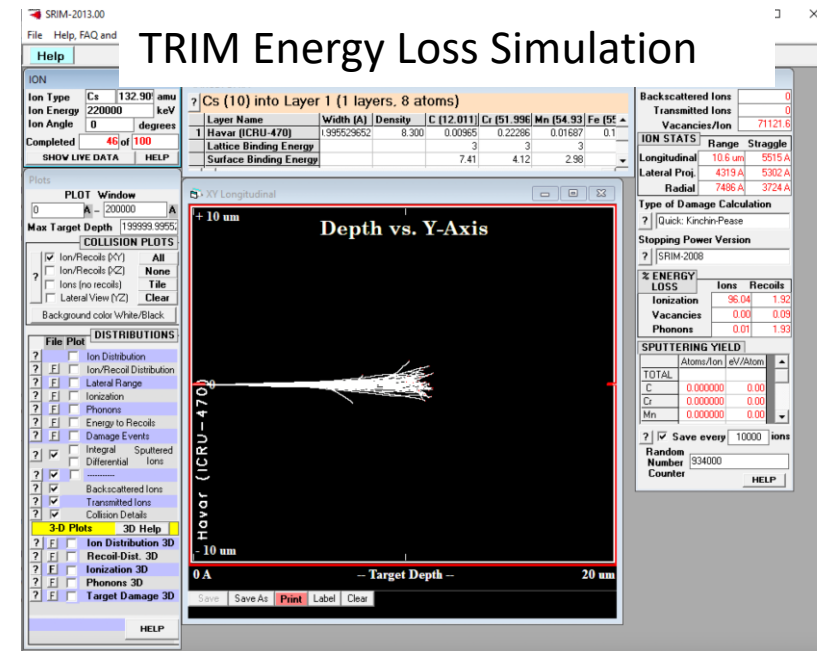 SRIM-2013.00
File Help, FAQ and
TRIM Energy Loss Simulation
Help
ION
Ion Type Cs 132.90 amu
Ion Energy 220000 keV
Ion Angle 0 degrees
Completed 46 of 100
SHOW LIVE DATA HELP
? Cs (10) into Layer 1 (1 layers, 8 atoms)
Layer Name Width (A) Density C (12.011) Cr (51.996 Mn (54.93 Fe (55
1 Havar (ICRU-470) 1.995529652 8.300 0.00965 0.22286 0.01687 0.1
Lattice Binding Energy 3 3 3
Surface Binding Energy 7.41 4.12 2.98
Backscattered Ions 0
Transmitted Ions 0
Vacancies/Ion 71121.6
ION STATS Range Straggle
Longitudinal 10.6 um 5515 A
Lateral Proj. 4319 A 5302 A
Radial 7486 A 3724 A
Type of Damage Calculation
? Quick: Kinchin-Pease
Stopping Power Version
? SRIM-2008
% ENERGY LOSS Ions Recoils
Ionization 96.04 1.92
Vacancies 0.00 0.09
Phonons 0.01 1.93
SPUTTERING YIELD
Atoms/Ion eV/Atom
TOTAL
C 0.000000 0.00
Cr 0.000000 0.00
Mn 0.000000 0.00
? Save every 10000 ions
Random Number Counter 934000
HELP
Plots
PLOT Window
0 A - 200000 A
Max Target Depth 199999.9955
COLLISION PLOTS
Ion/Recoils (XY) All
? Ion/Recoils (XZ) None
Ions (no recoils) Tile
Lateral View (YZ) Clear
Background color White/Black
File Plot DISTRIBUTIONS
? Ion Distribution
? F Ion/Recoil Distribution
? F Lateral Range
? F Ionization
? F Phonons
? F Energy to Recoils
? F Damage Events
? Integral Sputtered
Differential Ions
? ----------
? Backscattered Ions
? Transmitted Ions
? Collision Details
3-D Plots 3D Help
? F Ion Distribution 3D
? F Recoil-Dist. 3D
? F Ionization 3D
? F Phonons 3D
? F Target Damage 3D
HELP
XY Longitudinal
+ 10 um
Depth vs. Y-Axis
0
Havar (ICRU-470)
- 10 um
0 A -- Target Depth -- 20 um
Save Save As Print Label Clear